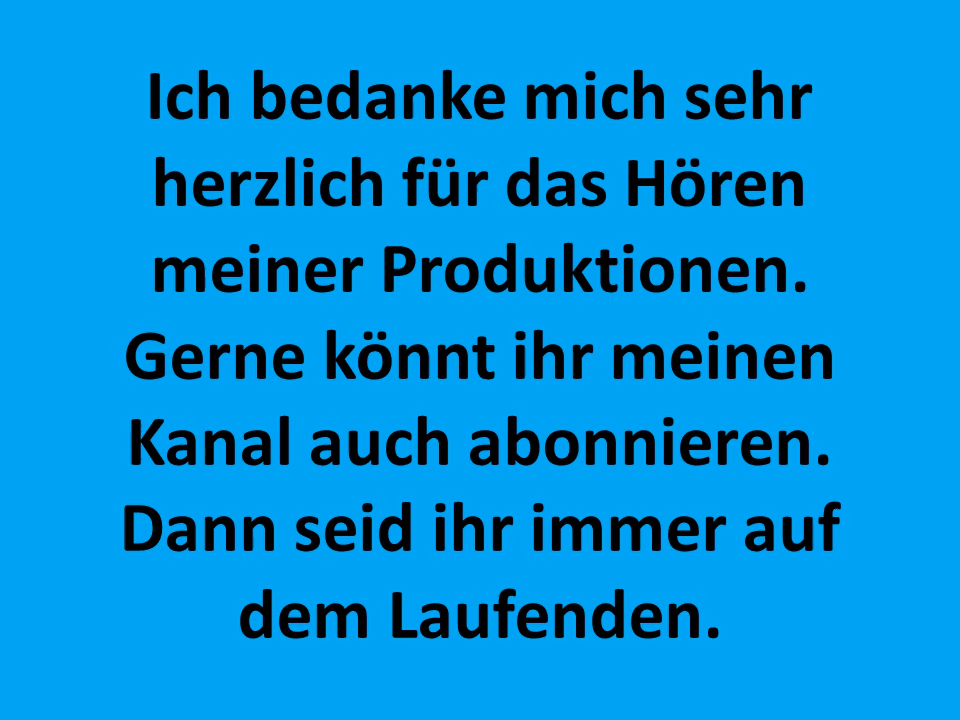 Ich bedanke mich sehr
herzlich für das Hören
meiner Produktionen.
Gerne könnt ihr meinen
Kanal auch abonnieren.
Dann seid ihr immer auf
dem Laufenden.